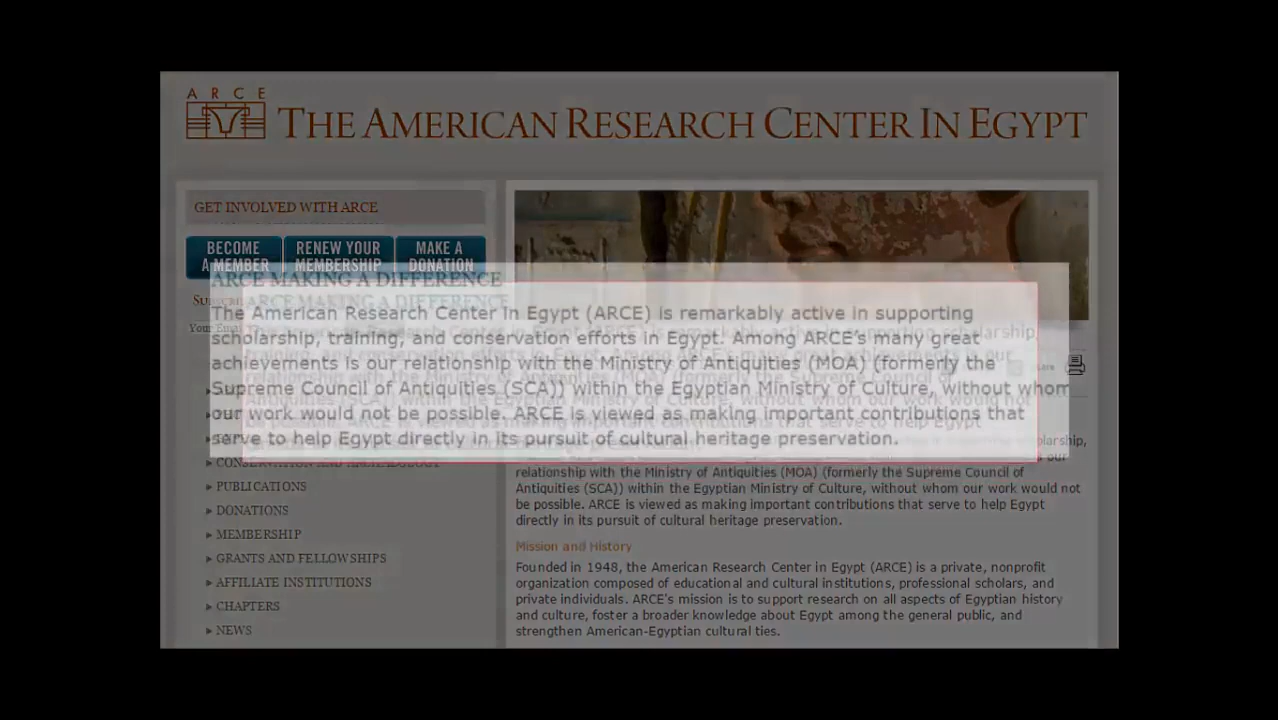 ARCE
THE AMERICAN RESEARCH CENTER IN EGYPT
GET INVOLVED WITH ARCE
BECOME A MEMBER
RENEW YOUR MEMBERSHIP
MAKE A DONATION
ARCE MAKING A DIFFERENCE
ARCE MAKING A DIFFERENCE
The American Research Center in Egypt (ARCE) is remarkably active in supporting
scholarship, training, and conservation efforts in Egypt. Among ARCE's many great
achievements is our relationship with the Ministry of Antiquities (MOA) (formerly the
Supreme Council of Antiquities (SCA)) within the Egyptian Ministry of Culture, without whom
our work would not be possible. ARCE is viewed as making important contributions that
serve to help Egypt directly in its pursuit of cultural heritage preservation.
CONSERVATION AND ARCHAEOLOGY
PUBLICATIONS
DONATIONS
MEMBERSHIP
GRANTS AND FELLOWSHIPS
AFFILIATE INSTITUTIONS
CHAPTERS
NEWS
relationship with the Ministry of Antiquities (MOA) (formerly the Supreme Council of
Antiquities (SCA)) within the Egyptian Ministry of Culture, without whom our work would not
be possible. ARCE is viewed as making important contributions that serve to help Egypt
directly in its pursuit of cultural heritage preservation.
Mission and History
Founded in 1948, the American Research Center in Egypt (ARCE) is a private, nonprofit
organization composed of educational and cultural institutions, professional scholars, and
private individuals. ARCE's mission is to support research on all aspects of Egyptian history
and culture, foster a broader knowledge about Egypt among the general public, and
strengthen American-Egyptian cultural ties.